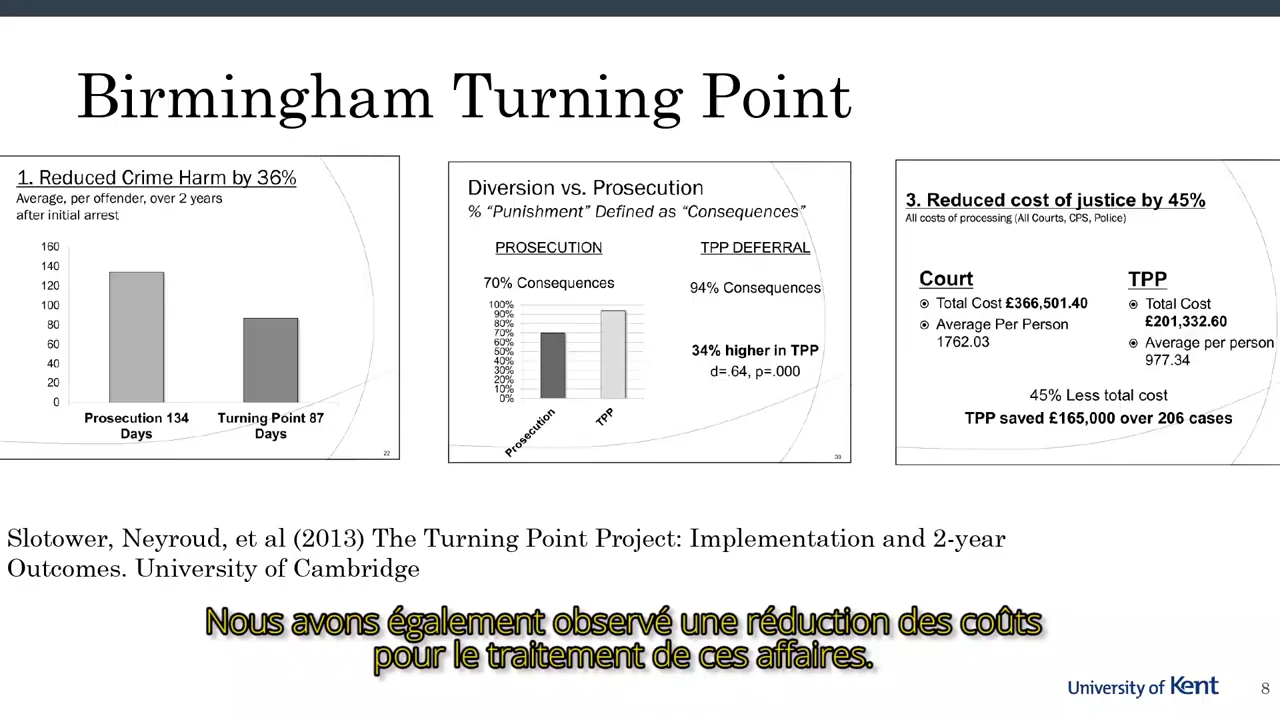 Birmingham Turning Point
1. Reduced Crime Harm by 36%
Average, per offender, over 2 years
after initial arrest
160
140
120
100
80
60
40
20
0
Prosecution 134
Days
Turning Point 87
Days
22
Diversion vs. Prosecution
% “Punishment” Defined as “Consequences”
PROSECUTION
70% Consequences
100%
90%
80%
70%
60%
50%
40%
30%
20%
10%
0%
Prosecution
TPP
TPP DEFERRAL
94% Consequences
34% higher in TPP
d=.64, p=.000
30
3. Reduced cost of justice by 45%
All costs of processing (All Courts, CPS, Police)
Court
Total Cost £366,501.40
Average Per Person
1762.03
TPP
Total Cost
£201,332.60
Average per person
977.34
45% Less total cost
TPP saved £165,000 over 206 cases
Slotower, Neyroud, et al (2013) The Turning Point Project: Implementation and 2-year
Outcomes. University of Cambridge
Nous avons également observé une réduction des coûts
pour le traitement de ces affaires.
University of Kent
8